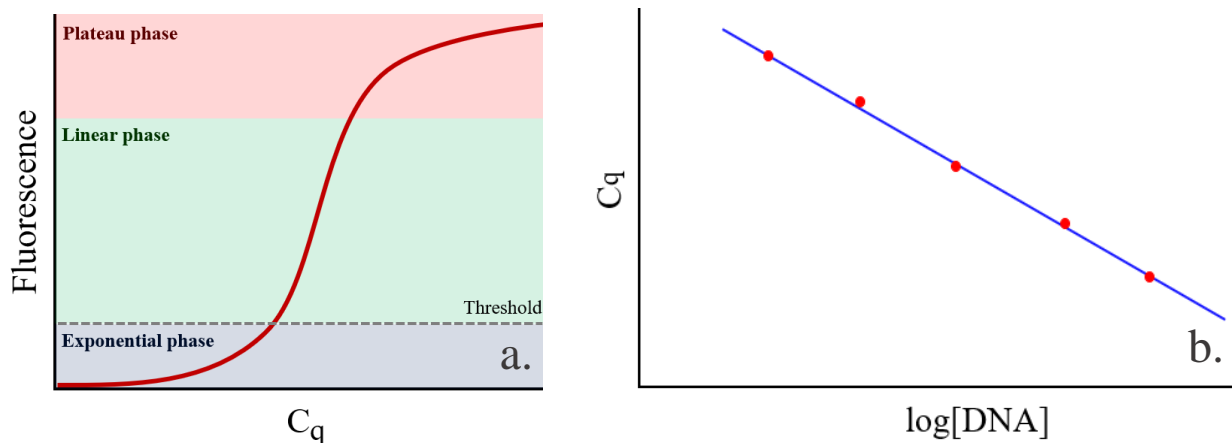 Plateau phase
Linear phase
Fluorescence
Threshold
Exponential phase
a.
Cq
Cq
b.
log[DNA]